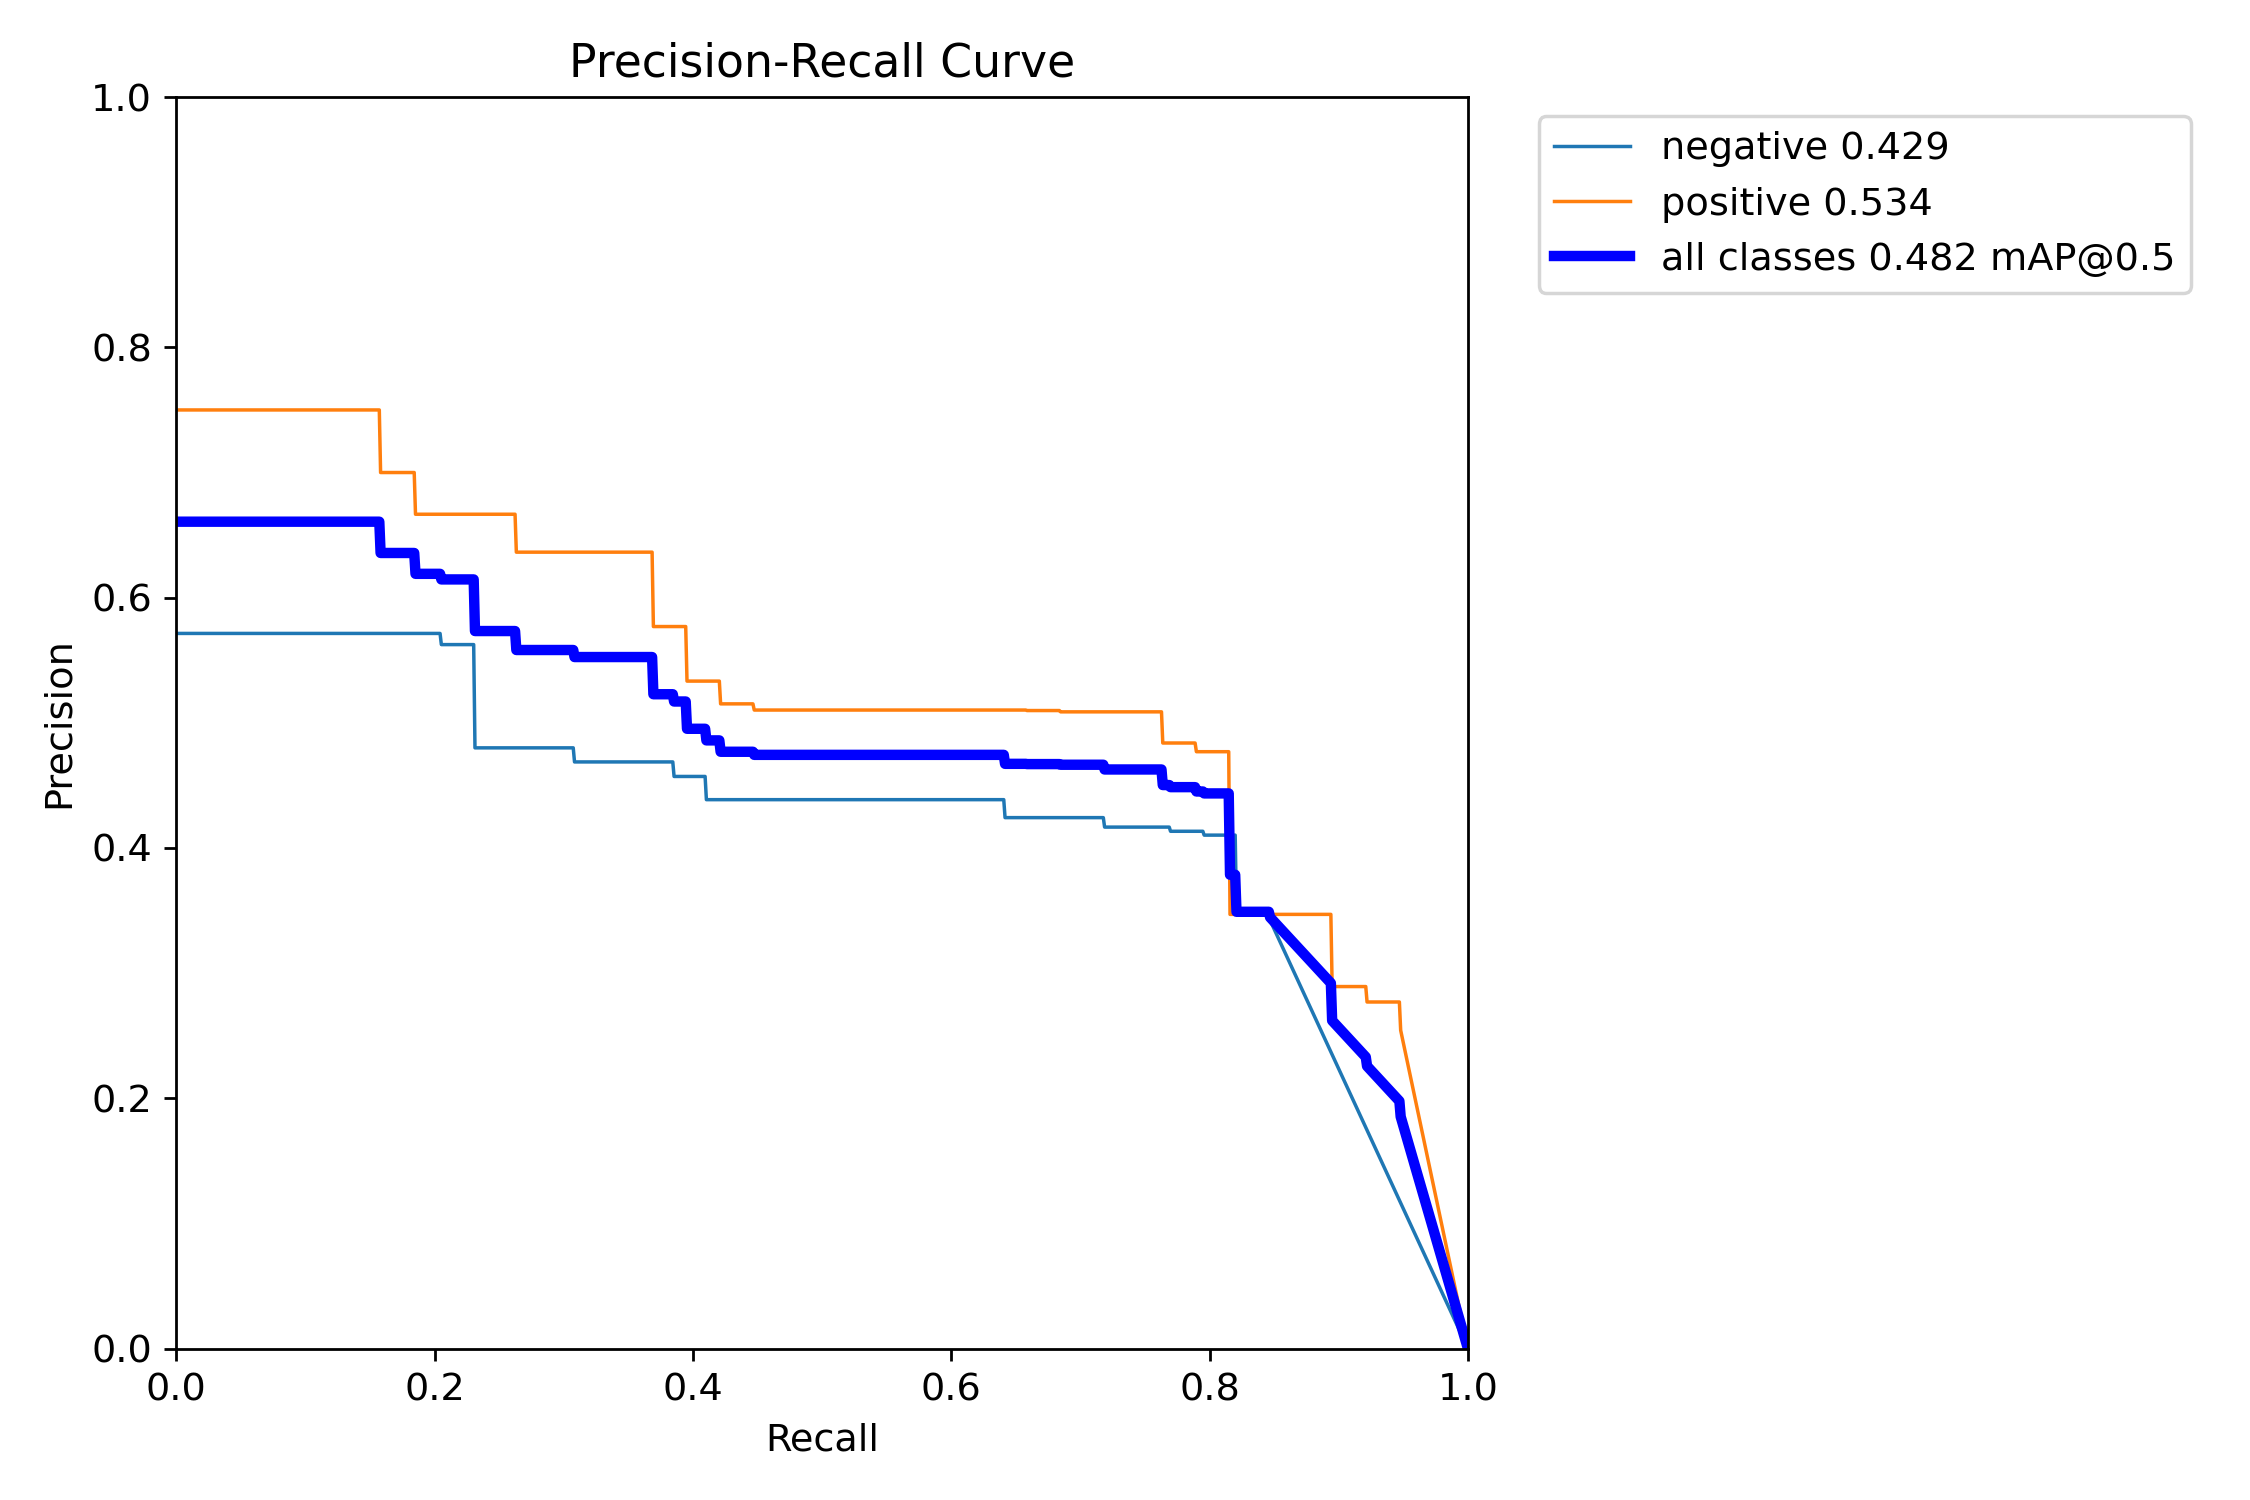 Precision-Recall Curve
1.0
0.8
0.6
0.4
0.2
0.0
Precision
0.0 0.2 0.4 0.6 0.8 1.0
Recall
negative 0.429
positive 0.534
all classes 0.482 mAP@0.5